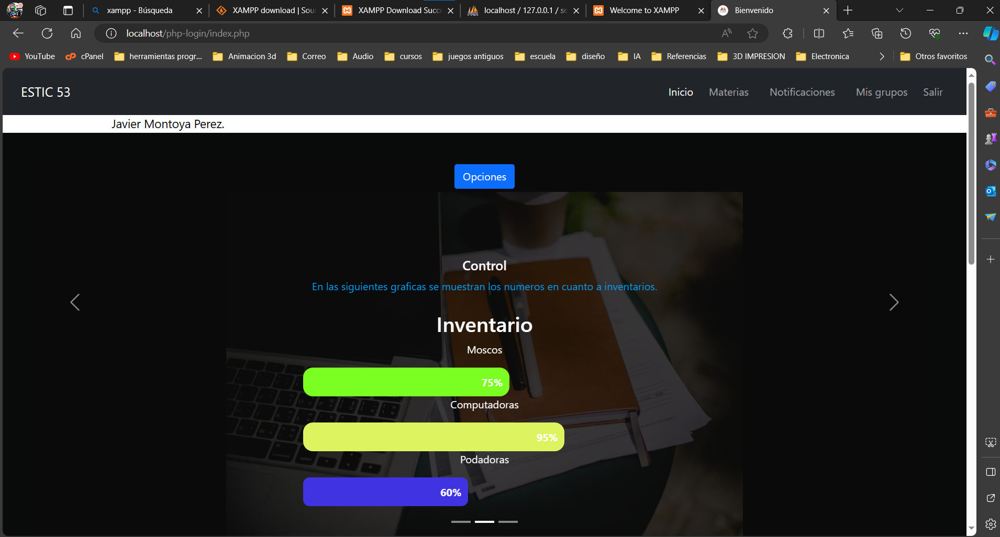 xampp - Búsqueda
XAMPP download | Sou
XAMPP Download Succe
localhost / 127.0.0.1 / se
Welcome to XAMPP
Bienvenido
localhost/php-login/index.php
YouTube
cPanel
herramientas progr...
Animacion 3d
Correo
Audio
cursos
juegos antiguos
escuela
diseño
IA
Referencias
3D IMPRESION
Electronica
Otros favoritos
ESTIC 53
Inicio
Materias
Notificaciones
Mis grupos
Salir
Javier Montoya Perez.
Opciones
Control
En las siguientes graficas se muestran los numeros en cuanto a inventarios.
Inventario
Moscos
75%
Computadoras
95%
Podadoras
60%